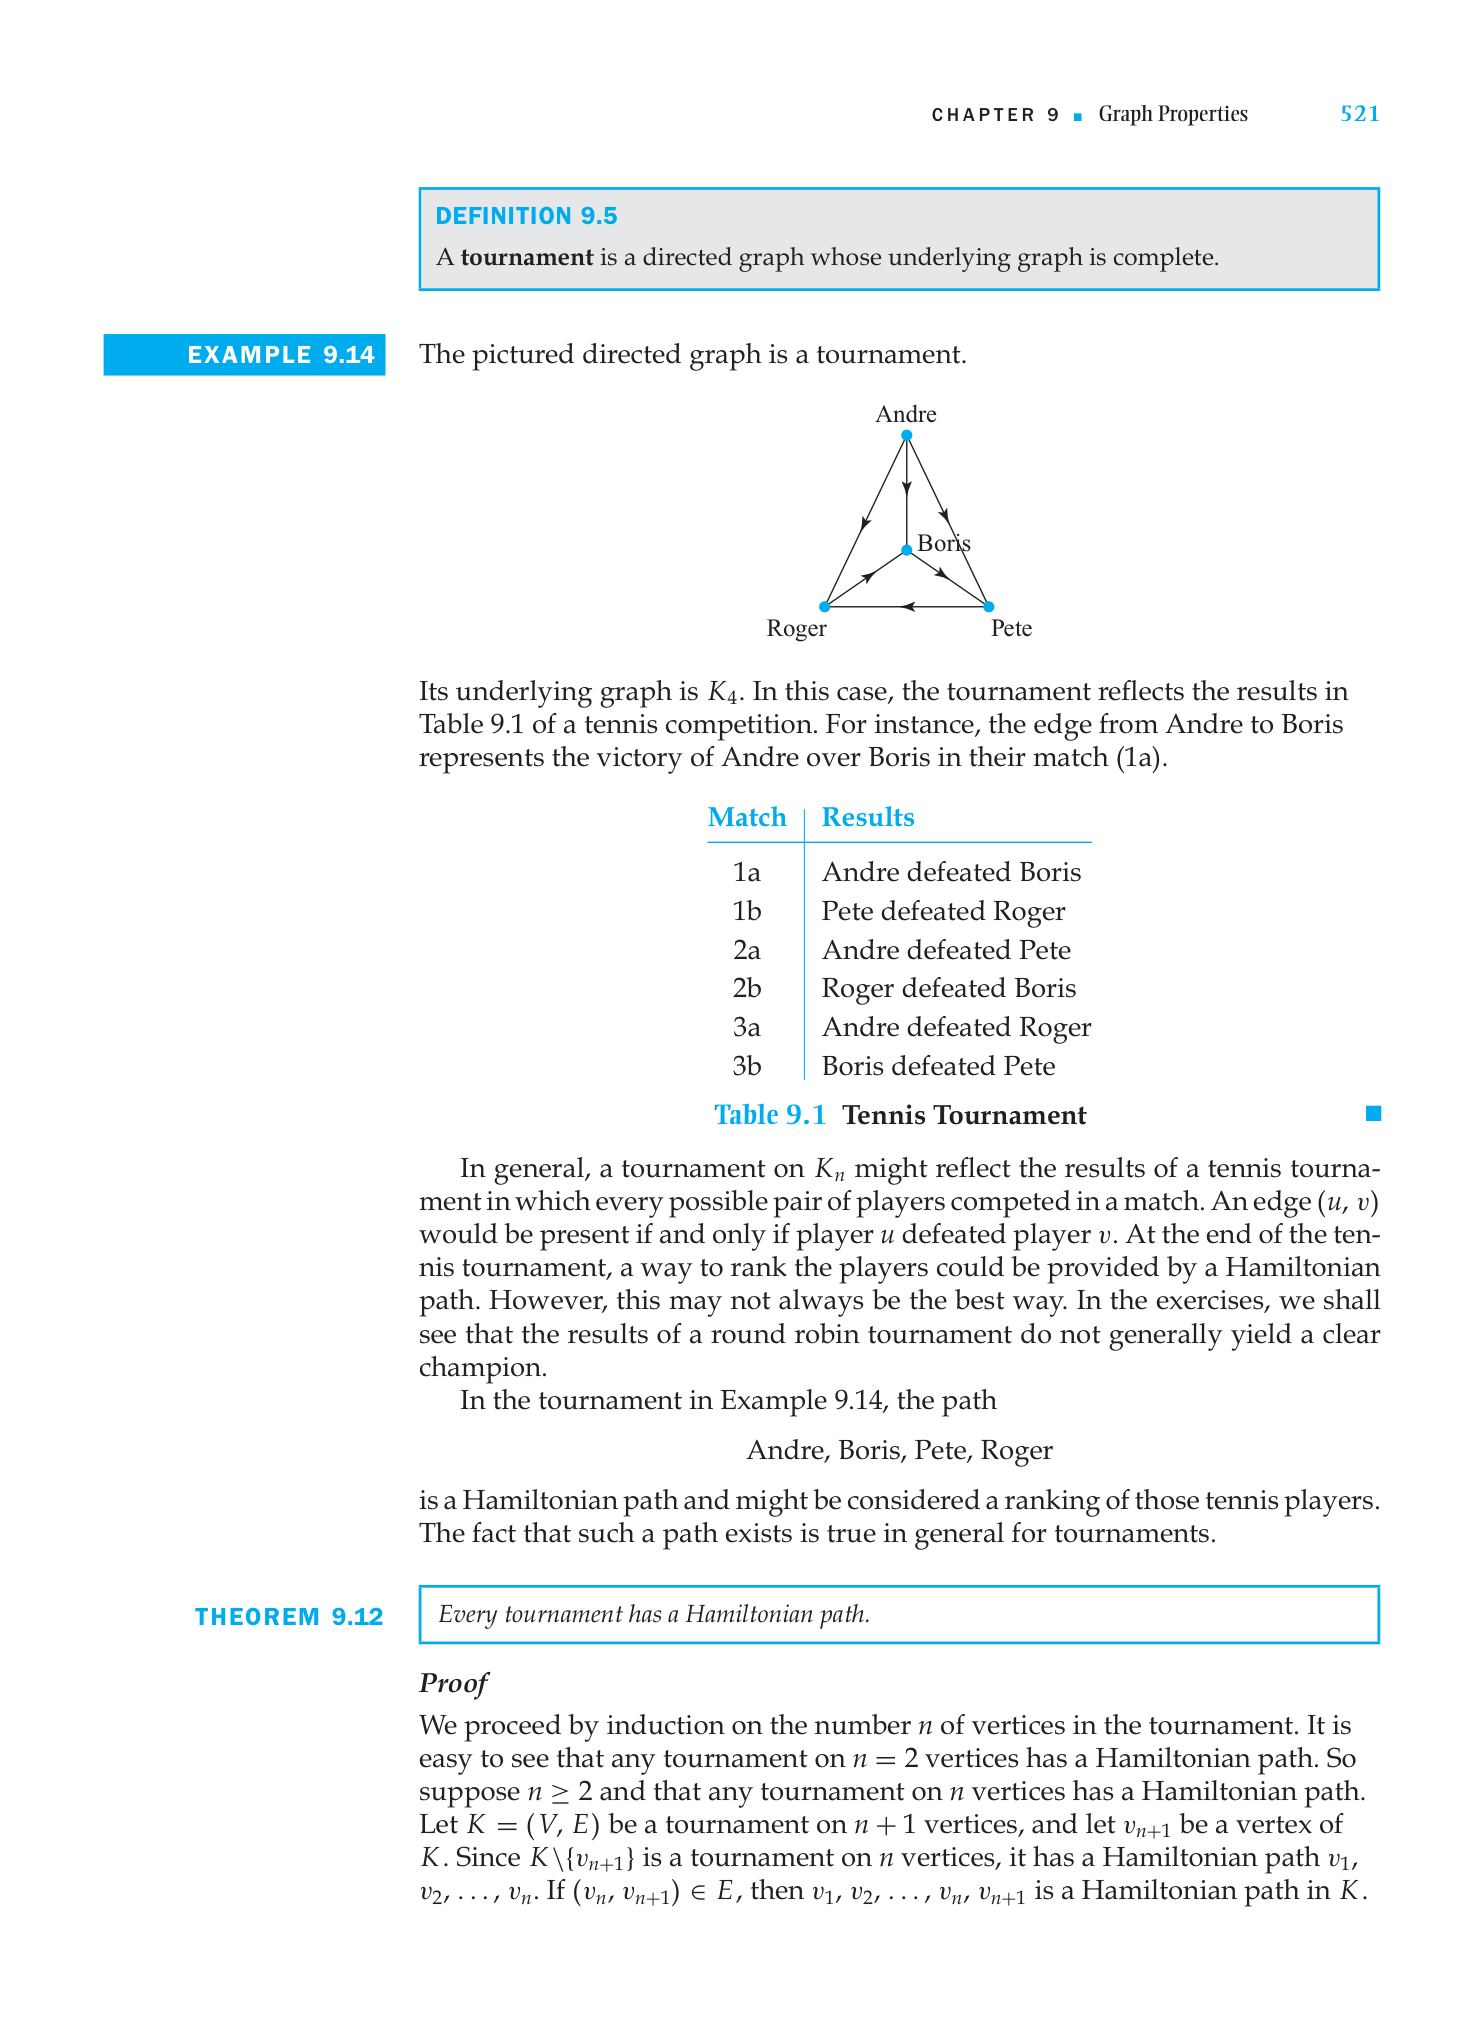 CHAPTER 9 ■ Graph Properties 521
DEFINITION 9.5
A tournament is a directed graph whose underlying graph is complete.
EXAMPLE 9.14 The pictured directed graph is a tournament.
Andre
Boris
Roger Pete
Its underlying graph is K₄. In this case, the tournament reflects the results in
Table 9.1 of a tennis competition. For instance, the edge from Andre to Boris
represents the victory of Andre over Boris in their match (1a).
Match Results
1a Andre defeated Boris
1b Pete defeated Roger
2a Andre defeated Pete
2b Roger defeated Boris
3a Andre defeated Roger
3b Boris defeated Pete
Table 9.1 Tennis Tournament ■
In general, a tournament on Kₙ might reflect the results of a tennis tourna-
ment in which every possible pair of players competed in a match. An edge (u, v)
would be present if and only if player u defeated player v. At the end of the ten-
nis tournament, a way to rank the players could be provided by a Hamiltonian
path. However, this may not always be the best way. In the exercises, we shall
see that the results of a round robin tournament do not generally yield a clear
champion.
In the tournament in Example 9.14, the path
Andre, Boris, Pete, Roger
is a Hamiltonian path and might be considered a ranking of those tennis players.
The fact that such a path exists is true in general for tournaments.
THEOREM 9.12 Every tournament has a Hamiltonian path.
Proof
We proceed by induction on the number n of vertices in the tournament. It is
easy to see that any tournament on n = 2 vertices has a Hamiltonian path. So
suppose n ≥ 2 and that any tournament on n vertices has a Hamiltonian path.
Let K = (V, E) be a tournament on n + 1 vertices, and let vₙ₊₁ be a vertex of
K. Since K\{vₙ₊₁} is a tournament on n vertices, it has a Hamiltonian path v₁,
v₂, . . . , vₙ. If (vₙ, vₙ₊₁) ∈ E, then v₁, v₂, . . . , vₙ, vₙ₊₁ is a Hamiltonian path in K.